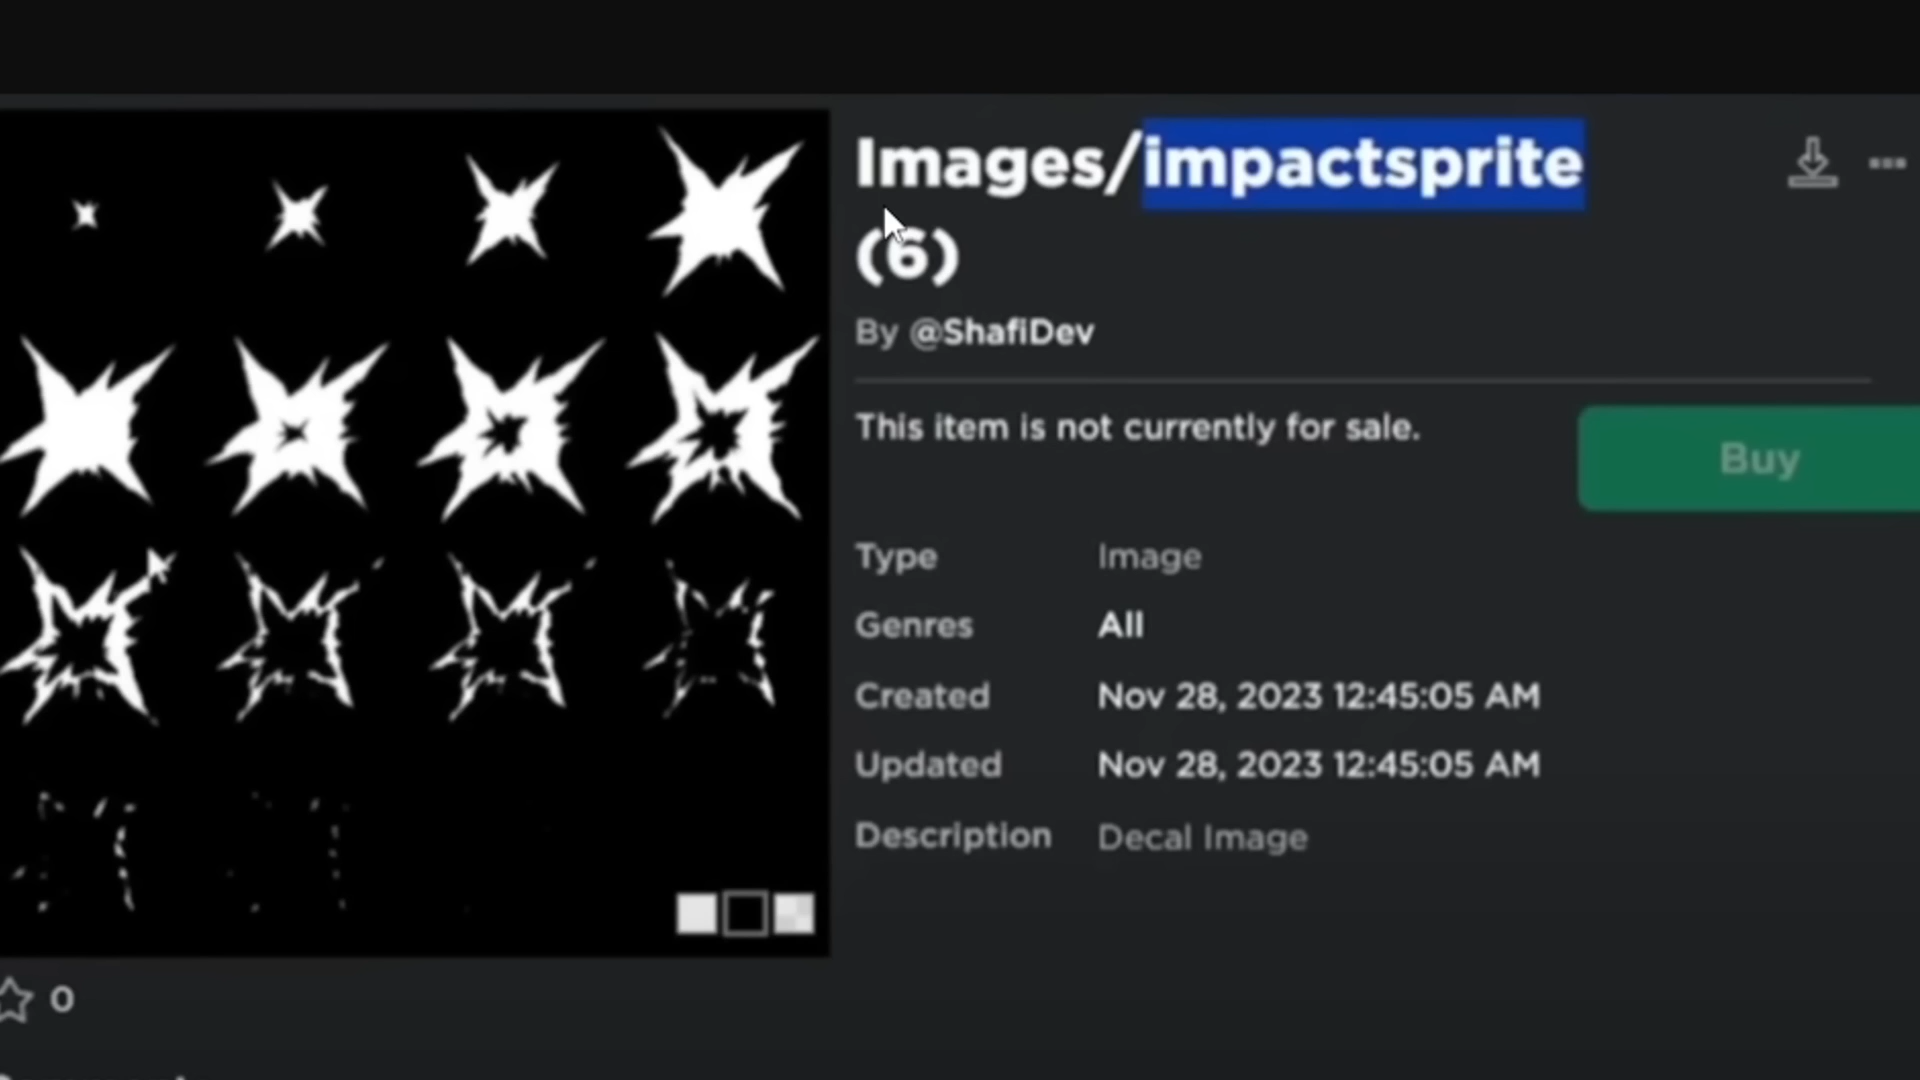 Images/impactsprite
(6)
By @ShafiDev
This item is not currently for sale.
Buy
Type Image
Genres All
Created Nov 28, 2023 12:45:05 AM
Updated Nov 28, 2023 12:45:05 AM
Description Decal Image
0